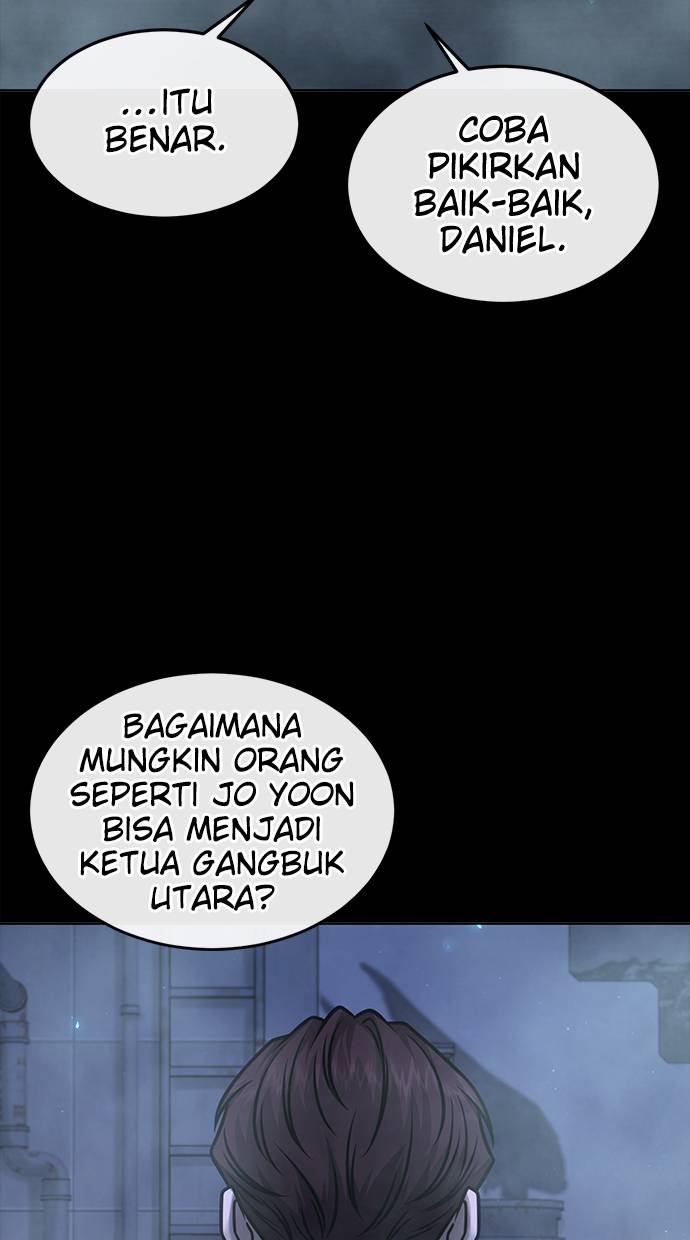 ...ITU
BENAR.
COBA
PIKIRKAN
BAIK-BAIK,
DANIEL.
BAGAIMANA
MUNGKIN ORANG
SEPERTI JO YOON
BISA MENJADI
KETUA GANGBUK
UTARA?